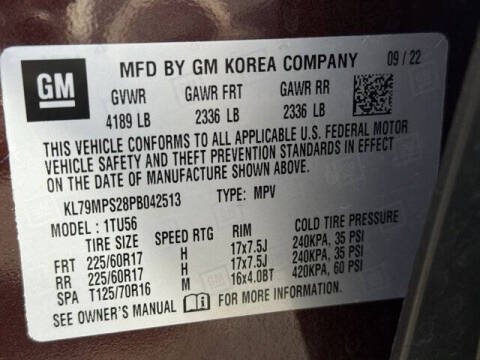 GM
MFD BY GM KOREA COMPANY 09 / 22
GVWR GAWR FRT GAWR RR
4189 LB 2336 LB 2336 LB
THIS VEHICLE CONFORMS TO ALL APPLICABLE U.S. FEDERAL MOTOR
VEHICLE SAFETY AND THEFT PREVENTION STANDARDS IN EFFECT
ON THE DATE OF MANUFACTURE SHOWN ABOVE.
KL79MPS28PB042513 TYPE: MPV
MODEL : 1TU56
TIRE SIZE SPEED RTG RIM COLD TIRE PRESSURE
FRT 225/60R17 H 17x7.5J 240KPA, 35 PSI
RR 225/60R17 H 17x7.5J 240KPA, 35 PSI
SPA T125/70R16 M 16x4.0BT 420KPA, 60 PSI
SEE OWNER'S MANUAL FOR MORE INFORMATION.